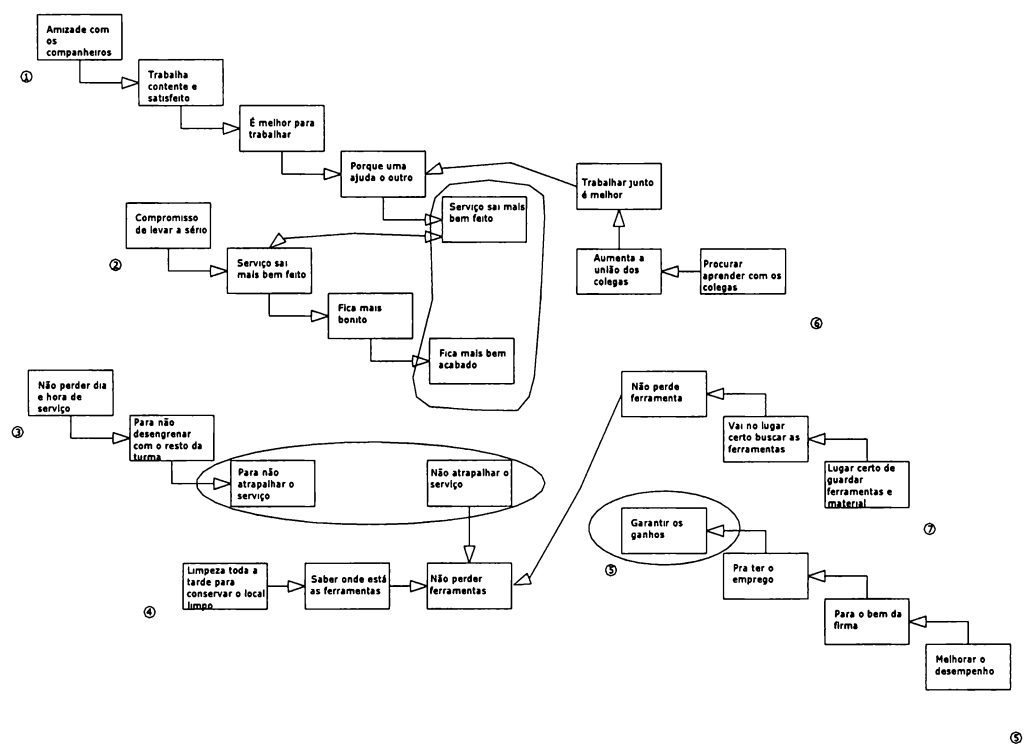 Amizade com
os
companheiros
①
Trabalha
contente e
satisfeito
É melhor para
trabalhar
Porque uma
ajuda o outro
Trabalhar junto
é melhor
Serviço sai mais
bem feito
Compromisso
de levar a sério
②
Serviço sai
mais bem feito
Aumenta a
união dos
colegas
Procurar
aprender com os
colegas
Fica mais
bonito
⑥
Fica mais bem
acabado
Não perder dia
e hora de
serviço
③
Não perde
ferramenta
Para não
desengrenar
com o resto da
turma
Vai no lugar
certo buscar as
ferramentas
Para não
atrapalhar o
serviço
Não atrapalhar o
serviço
Lugar certo de
guardar
ferramentas e
material
⑦
Garantir os
ganhos
⑤
Limpeza toda a
tarde para
conservar o local
limpo
④
Saber onde está
as ferramentas
Não perder
ferramentas
Pra ter o
emprego
Para o bem da
firma
Melhorar o
desempenho
⑤